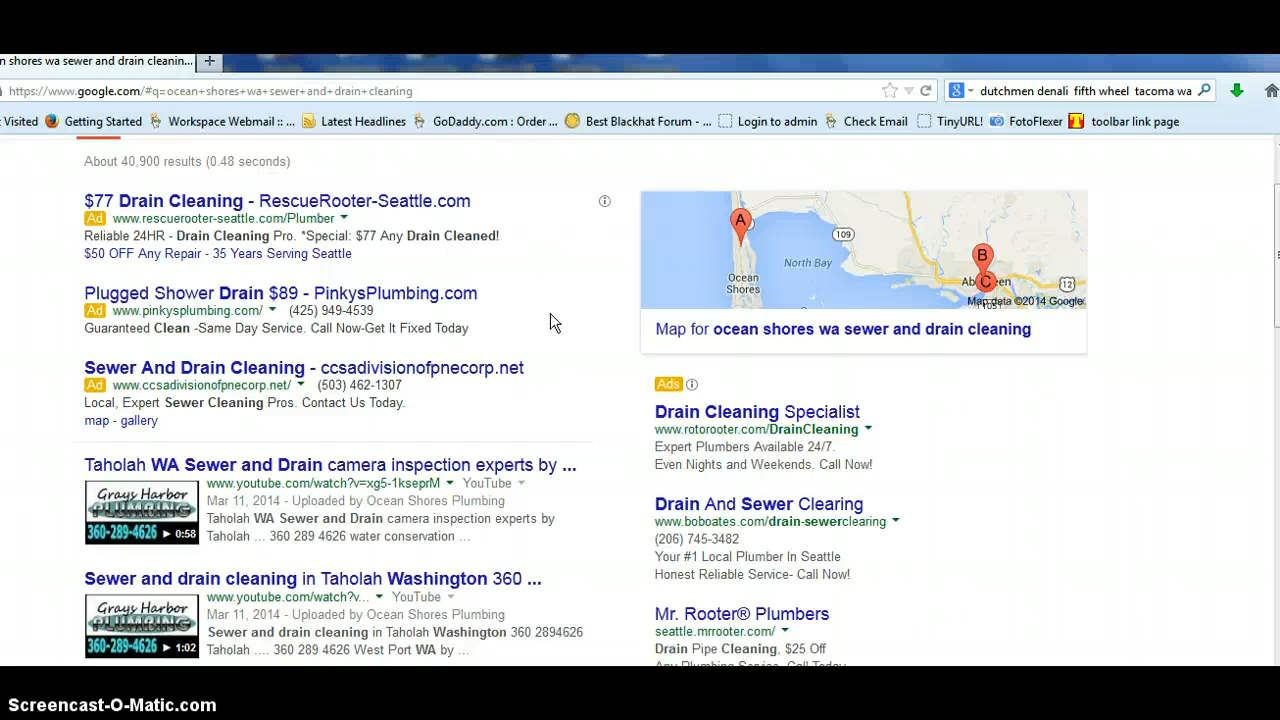 n shores wa sewer and drain cleanin...
https://www.google.com/#q=ocean+shores+wa+sewer+and+drain+cleaning
dutchmen denali fifth wheel tacoma wa
Visited Getting Started Workspace Webmail :: ... Latest Headlines GoDaddy.com : Order ... Best Blackhat Forum - ... Login to admin Check Email TinyURL! FotoFlexer toolbar link page
About 40,900 results (0.48 seconds)
$77 Drain Cleaning - RescueRooter-Seattle.com
Ad www.rescuerooter-seattle.com/Plumber
Reliable 24HR - Drain Cleaning Pro. *Special: $77 Any Drain Cleaned!
$50 OFF Any Repair - 35 Years Serving Seattle
Plugged Shower Drain $89 - PinkysPlumbing.com
Ad www.pinkysplumbing.com/ (425) 949-4539
Guaranteed Clean -Same Day Service. Call Now-Get It Fixed Today
Sewer And Drain Cleaning - ccsadivisionofpnecorp.net
Ad www.ccsadivisionofpnecorp.net/ (503) 462-1307
Local, Expert Sewer Cleaning Pros. Contact Us Today.
map - gallery
Taholah WA Sewer and Drain camera inspection experts by ...
www.youtube.com/watch?v=xg5-1kseprM YouTube
Mar 11, 2014 - Uploaded by Ocean Shores Plumbing
Taholah WA Sewer and Drain camera inspection experts by
Taholah ... 360 289 4626 water conservation ...
Grays Harbor
PLUMBING
360-289-4626 0:58
Sewer and drain cleaning in Taholah Washington 360 ...
www.youtube.com/watch?v... YouTube
Mar 11, 2014 - Uploaded by Ocean Shores Plumbing
Sewer and drain cleaning in Taholah Washington 360 2894626
Taholah .... 360 289 4626 West Port WA by ...
Grays Harbor
PLUMBING
360-289-4626 1:02
A
109
North Bay
B
Ocean
Shores
C
12
Map data ©2014 Google
Map for ocean shores wa sewer and drain cleaning
Ads
Drain Cleaning Specialist
www.rotorooter.com/DrainCleaning
Expert Plumbers Available 24/7.
Even Nights and Weekends. Call Now!
Drain And Sewer Clearing
www.boboates.com/drain-sewerclearing
(206) 745-3482
Your #1 Local Plumber In Seattle
Honest Reliable Service- Call Now!
Mr. Rooter® Plumbers
seattle.mrrooter.com/
Drain Pipe Cleaning, $25 Off
Any Plumbing Service. Call Today
Screencast-O-Matic.com